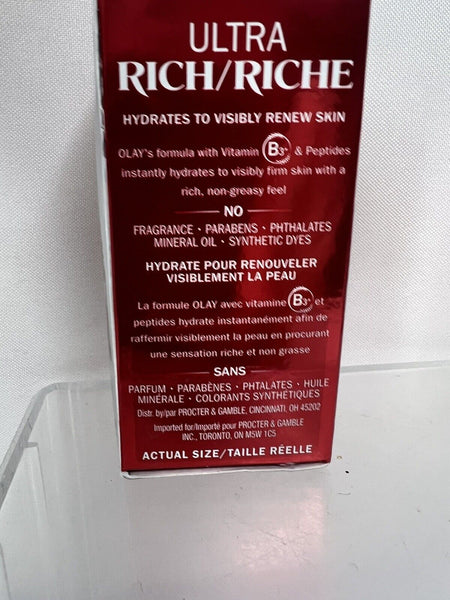 ULTRA
RICH/RICHE
HYDRATES TO VISIBLY RENEW SKIN
OLAY's formula with Vitamin B3+ & Peptides
instantly hydrates to visibly firm skin with a
rich, non-greasy feel
NO
FRAGRANCE • PARABENS • PHTHALATES
MINERAL OIL • SYNTHETIC DYES
HYDRATE POUR RENOUVELER
VISIBLEMENT LA PEAU
La formule OLAY avec vitamine B3+ et
peptides hydrate instantanément afin de
raffermir visiblement la peau en procurant
une sensation riche et non grasse
SANS
PARFUM • PARABÈNES • PHTALATES • HUILE
MINÉRALE • COLORANTS SYNTHÉTIQUES
Distr. by/par PROCTER & GAMBLE, CINCINNATI, OH 45202
Imported for/Importé pour PROCTER & GAMBLE
INC., TORONTO, ON M5W 1C5
ACTUAL SIZE/TAILLE RÉELLE